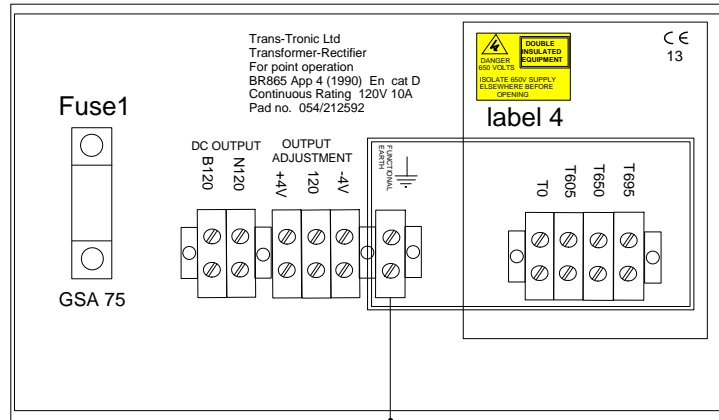 Trans-Tronic Ltd
Transformer-Rectifier
For point operation
BR865 App 4 (1990) En cat D
Continuous Rating 120V 10A
Pad no. 054/212592
DANGER
650 VOLTS
DOUBLE
INSULATED
EQUIPMENT
ISOLATE 650V SUPPLY
ELSEWHERE BEFORE
OPENING
label 4
CE
13
Fuse1
GSA 75
DC OUTPUT
B120
N120
OUTPUT
ADJUSTMENT
+4V
120
-4V
FUNCTIONAL
EARTH
T0
T605
T650
T695